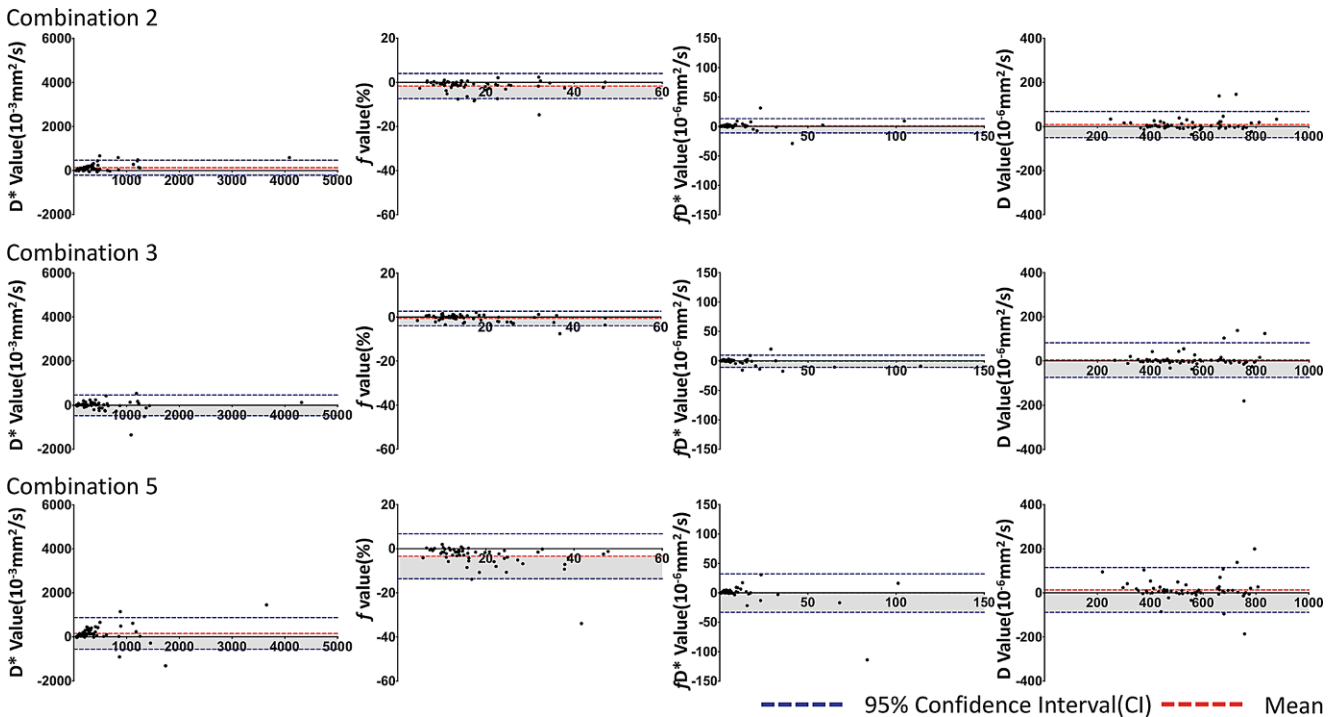 Combination 2
D* Value(10⁻³mm²/s)
6000
4000
2000
0
-2000
1000 2000 3000 4000 5000
f value(%)
20
0
-20
-40
-60
20 40 60
fD* Value(10⁻⁶mm²/s)
150
100
50
0
-50
-100
-150
50 100 150
D Value(10⁻⁶mm²/s)
400
200
0
-200
-400
200 400 600 800 1000
Combination 3
D* Value(10⁻³mm²/s)
6000
4000
2000
0
-2000
1000 2000 3000 4000 5000
f value(%)
20
0
-20
-40
-60
20 40 60
fD* Value(10⁻⁶mm²/s)
150
100
50
0
-50
-100
-150
50 100 150
D Value(10⁻⁶mm²/s)
400
200
0
-200
-400
200 400 600 800 1000
Combination 5
D* Value(10⁻³mm²/s)
6000
4000
2000
0
-2000
1000 2000 3000 4000 5000
f value(%)
20
0
-20
-40
-60
20 40 60
fD* Value(10⁻⁶mm²/s)
150
100
50
0
-50
-100
-150
50 100 150
D Value(10⁻⁶mm²/s)
400
200
0
-200
-400
200 400 600 800 1000
95% Confidence Interval(CI) Mean